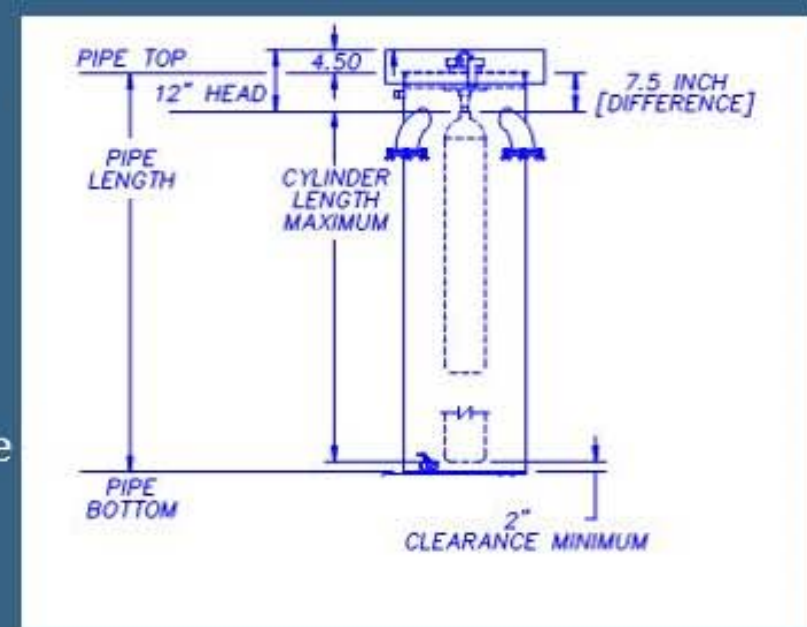 PIPE TOP
4.50
12" HEAD
7.5 INCH
[DIFFERENCE]
PIPE
LENGTH
CYLINDER
LENGTH
MAXIMUM
e
PIPE
BOTTOM
2"
CLEARANCE MINIMUM